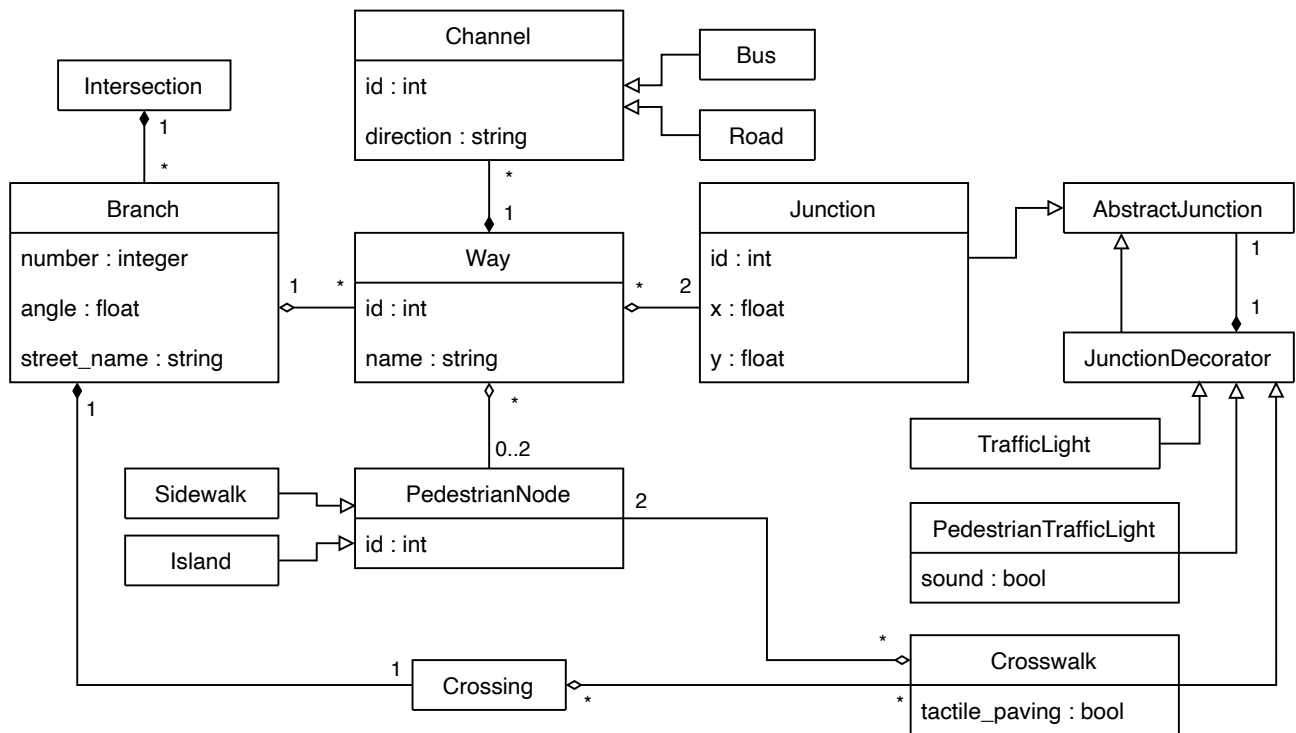 Channel
id : int
direction : string
Bus
Road
Intersection
1
*
*
1
Branch
number : integer
angle : float
street_name : string
1
*
Way
id : int
name : string
*
2
Junction
id : int
x : float
y : float
AbstractJunction
1
1
JunctionDecorator
1
*
0..2
TrafficLight
Sidewalk
Island
PedestrianNode
id : int
2
PedestrianTrafficLight
sound : bool
*
Crosswalk
tactile_paving : bool
1
Crossing
*
*